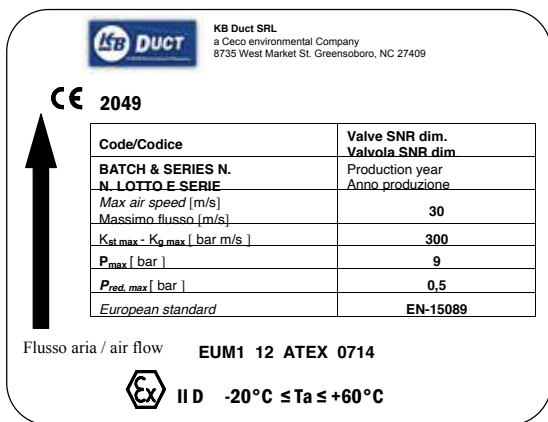 KB DUCT
KB Duct SRL
a Ceco environmental Company
8735 West Market St. Greensboro, NC 27409
CE 2049
Code/Codice Valve SNR dim.
Valvola SNR dim
BATCH & SERIES N. Production year
N. LOTTO E SERIE Anno produzione
Max air speed [m/s] 30
Massimo flusso [m/s]
Kst max - Kg max [ bar m/s ] 300
Pmax [ bar ] 9
Pred, max [ bar ] 0,5
European standard EN-15089
Flusso aria / air flow EUM1 12 ATEX 0714
Ex II D -20°C ≤ Ta ≤ +60°C